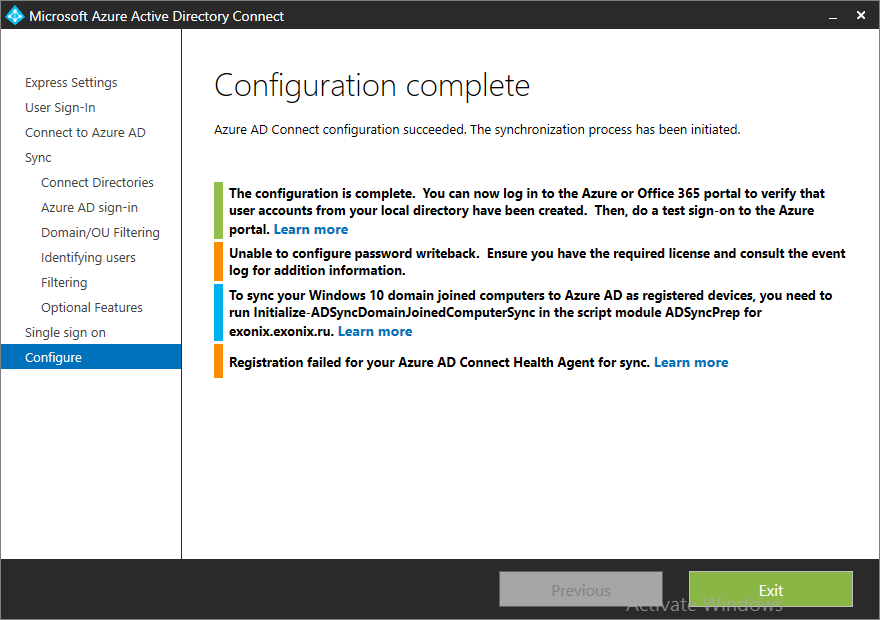 Microsoft Azure Active Directory Connect
Express Settings
User Sign-In
Connect to Azure AD
Sync
Connect Directories
Azure AD sign-in
Domain/OU Filtering
Identifying users
Filtering
Optional Features
Single sign on
Configure
Configuration complete
Azure AD Connect configuration succeeded. The synchronization process has been initiated.
The configuration is complete.  You can now log in to the Azure or Office 365 portal to verify that
user accounts from your local directory have been created.  Then, do a test sign-on to the Azure
portal. Learn more
Unable to configure password writeback.  Ensure you have the required license and consult the event
log for addition information.
To sync your Windows 10 domain joined computers to Azure AD as registered devices, you need to
run Initialize-ADSyncDomainJoinedComputerSync in the script module ADSyncPrep for
exonix.exonix.ru. Learn more
Registration failed for your Azure AD Connect Health Agent for sync. Learn more
Previous
Exit
Activate Windows